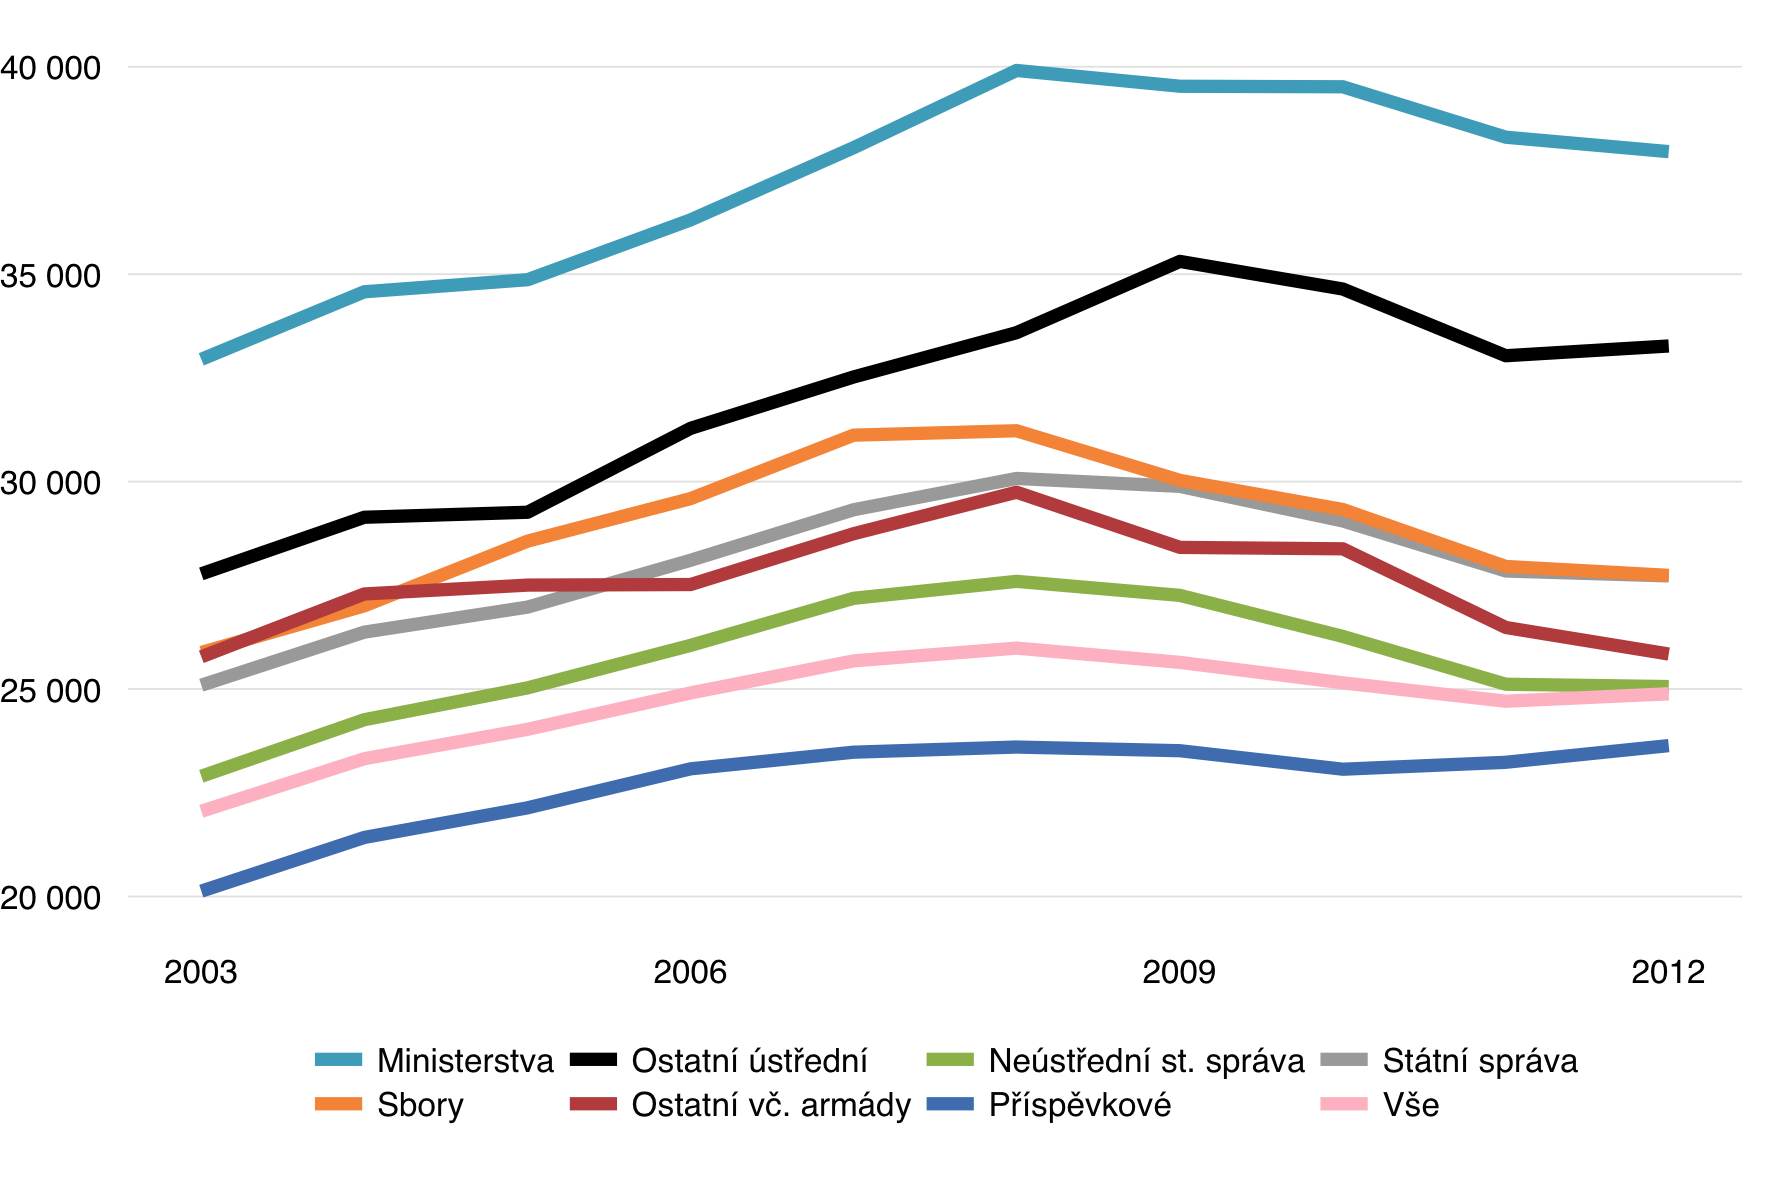 40 000
35 000
30 000
25 000
20 000
2003 2006 2009 2012
Ministerstva Ostatní ústřední Neústřední st. správa Státní správa
Sbory Ostatní vč. armády Příspěvkové Vše